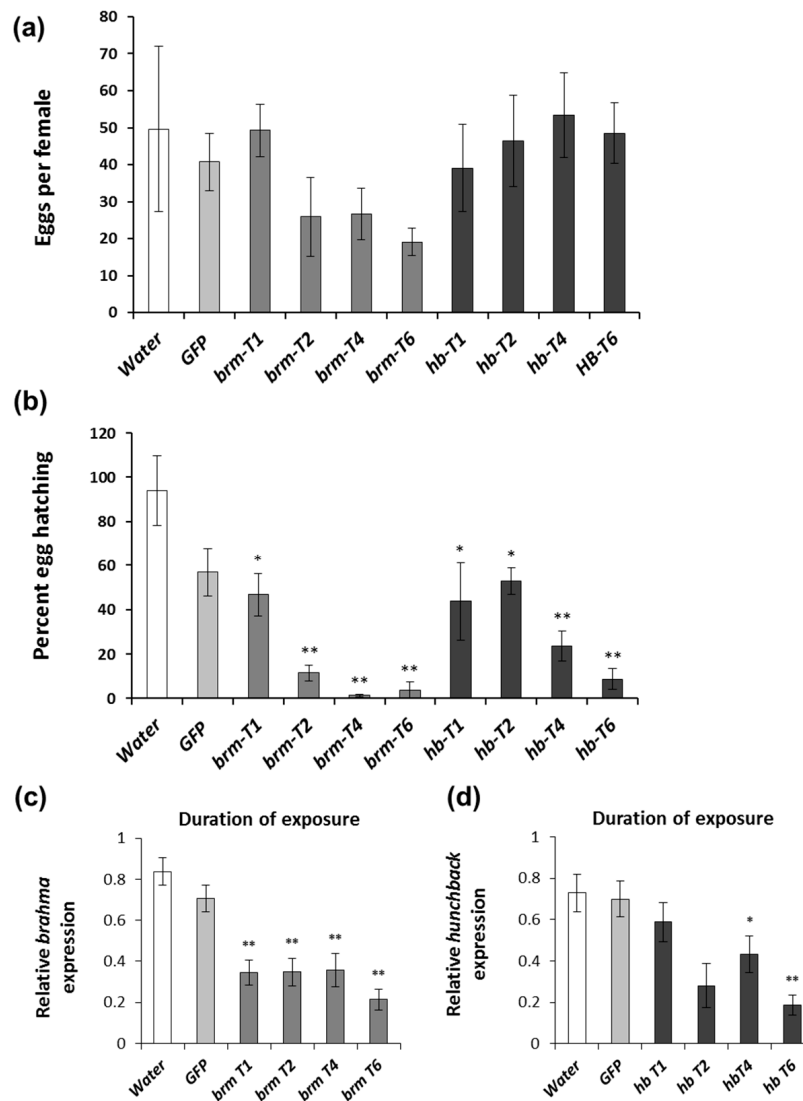 (a)
80
70
60
50
40
30
20
10
0
Eggs per female
Water GFP brm-T1 brm-T2 brm-T4 brm-T6 hb-T1 hb-T2 hb-T4 HB-T6
(b)
120
100
80
60
40
20
0
Percent egg hatching
* ** ** ** * * ** **
Water GFP brm-T1 brm-T2 brm-T4 brm-T6 hb-T1 hb-T2 hb-T4 hb-T6
(c)
Duration of exposure
1
0.8
0.6
0.4
0.2
0
Relative brahma
expression
** ** ** **
Water GFP brm T1 brm T2 brm T4 brm T6
(d)
Duration of exposure
1
0.8
0.6
0.4
0.2
0
Relative hunchback
expression
* **
Water GFP hb T1 hb T2 hbT4 hb T6